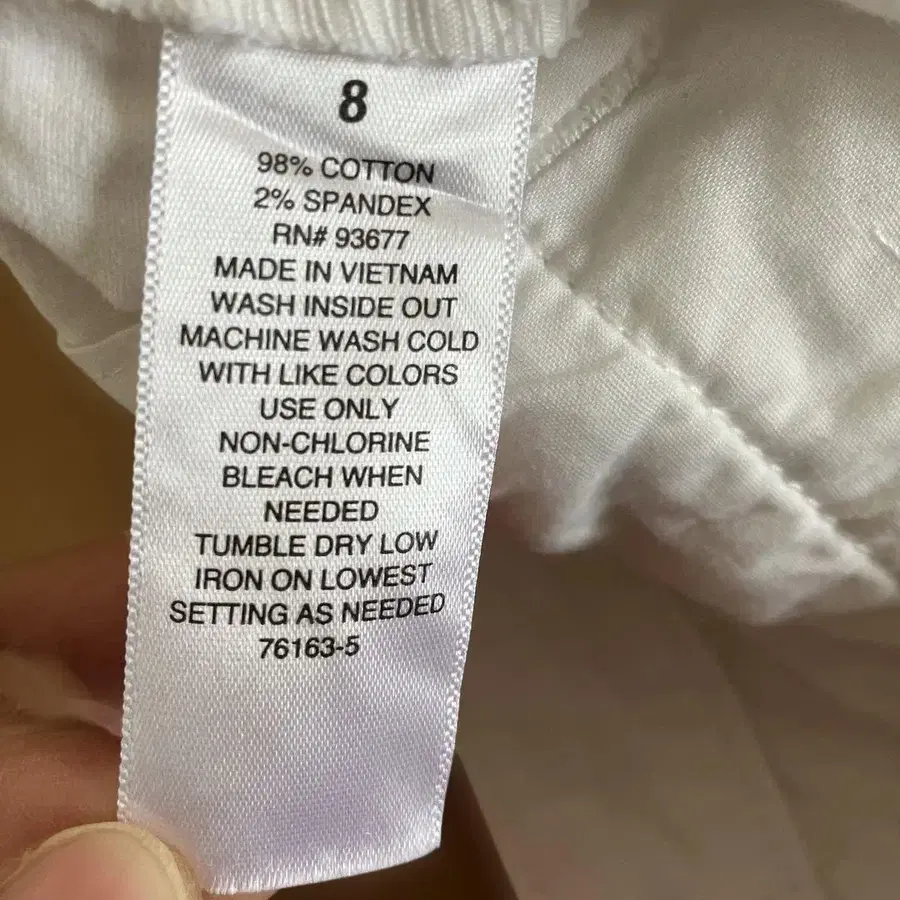 8
98% COTTON
2% SPANDEX
RN# 93677
MADE IN VIETNAM
WASH INSIDE OUT
MACHINE WASH COLD
WITH LIKE COLORS
USE ONLY
NON-CHLORINE
BLEACH WHEN
NEEDED
TUMBLE DRY LOW
IRON ON LOWEST
SETTING AS NEEDED
76163-5